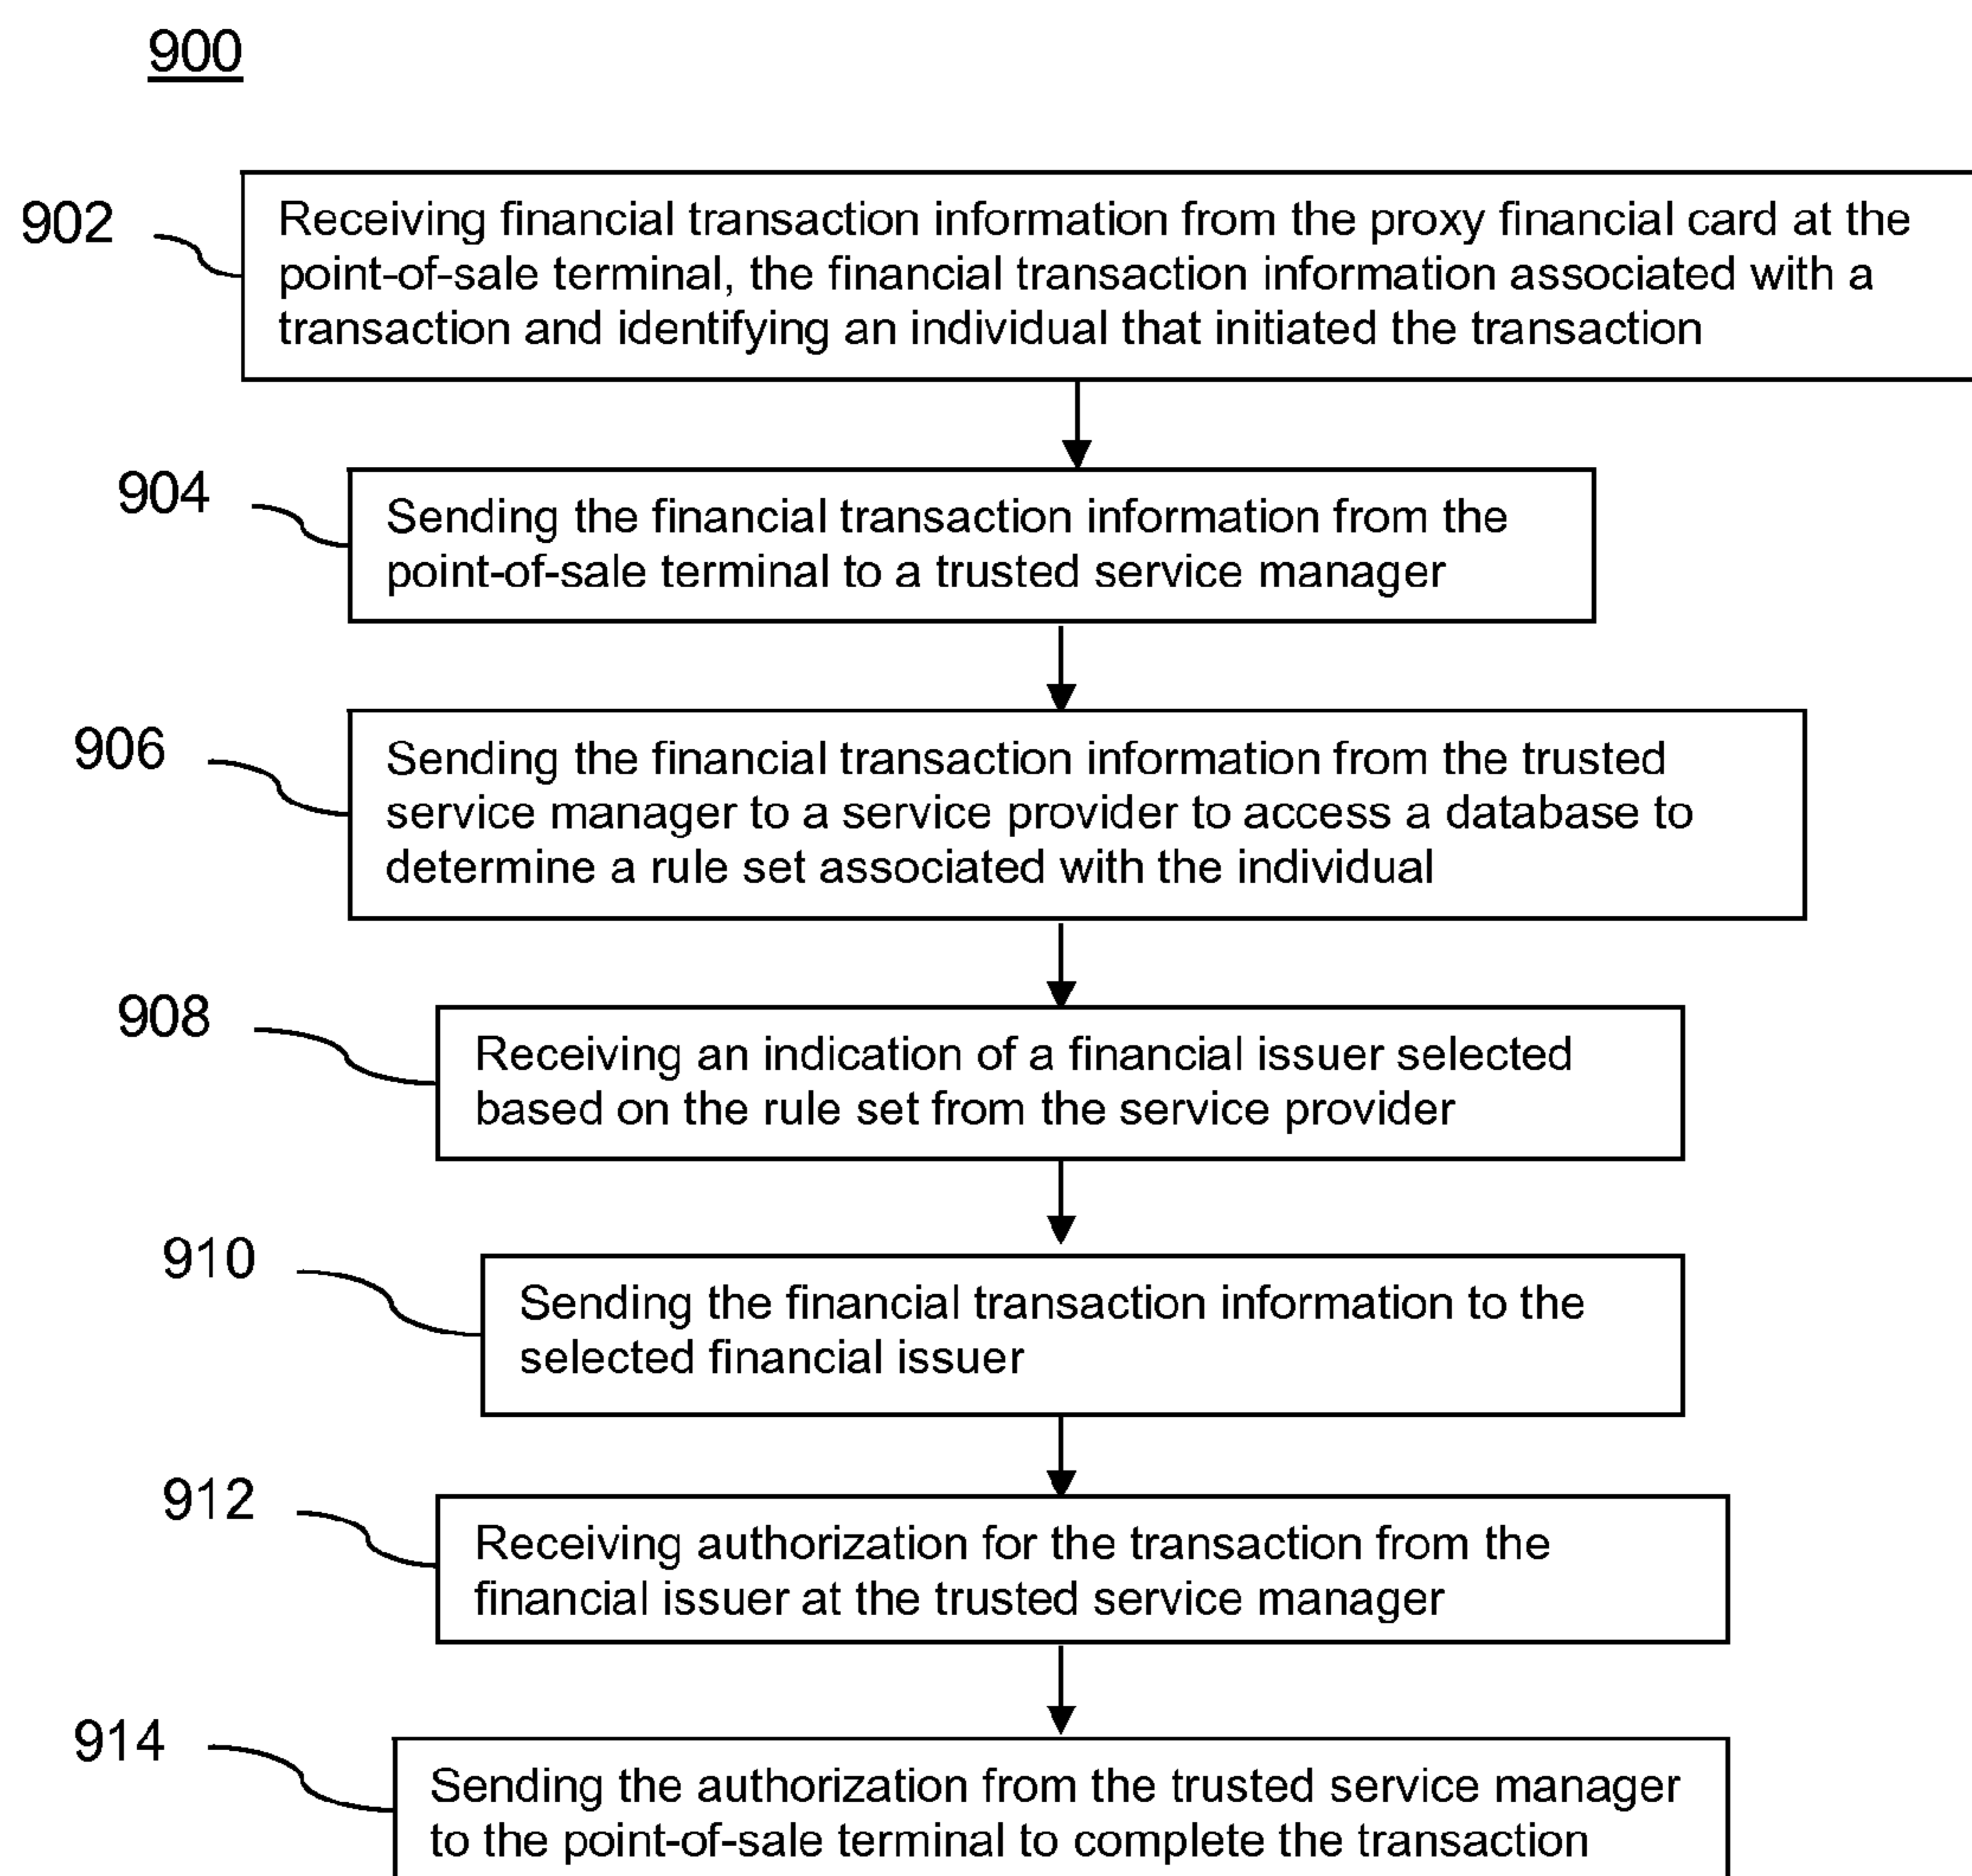 900
902
Receiving financial transaction information from the proxy financial card at the
point-of-sale terminal, the financial transaction information associated with a
transaction and identifying an individual that initiated the transaction
904
Sending the financial transaction information from the
point-of-sale terminal to a trusted service manager
906
Sending the financial transaction information from the trusted
service manager to a service provider to access a database to
determine a rule set associated with the individual
908
Receiving an indication of a financial issuer selected
based on the rule set from the service provider
910
Sending the financial transaction information to the
selected financial issuer
912
Receiving authorization for the transaction from the
financial issuer at the trusted service manager
914
Sending the authorization from the trusted service manager
to the point-of-sale terminal to complete the transaction